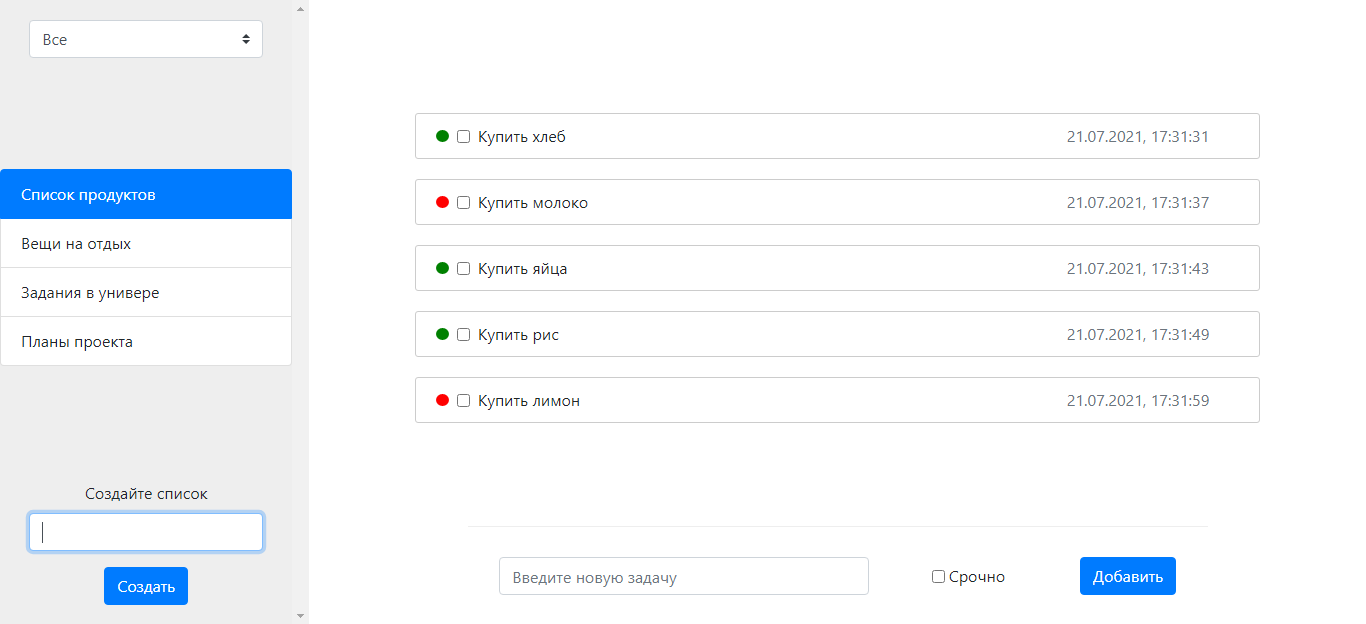 Все
Список продуктов
Вещи на отдых
Задания в универе
Планы проекта
Создайте список
Создать
Купить хлеб 21.07.2021, 17:31:31
Купить молоко 21.07.2021, 17:31:37
Купить яйца 21.07.2021, 17:31:43
Купить рис 21.07.2021, 17:31:49
Купить лимон 21.07.2021, 17:31:59
Введите новую задачу Срочно Добавить